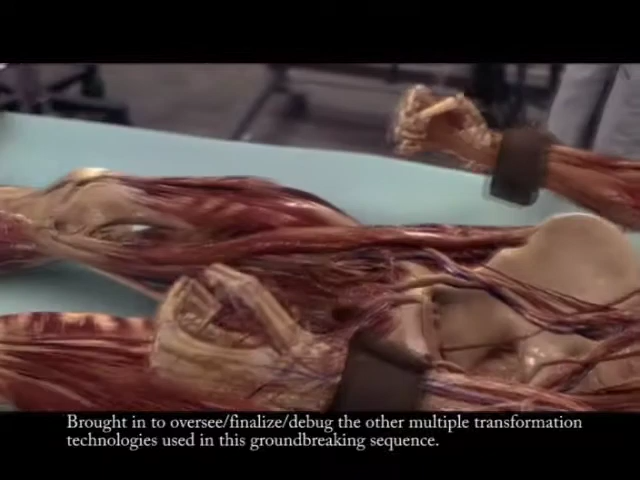 Brought in to oversee/finalize/debug the other multiple transformation
technologies used in this groundbreaking sequence.